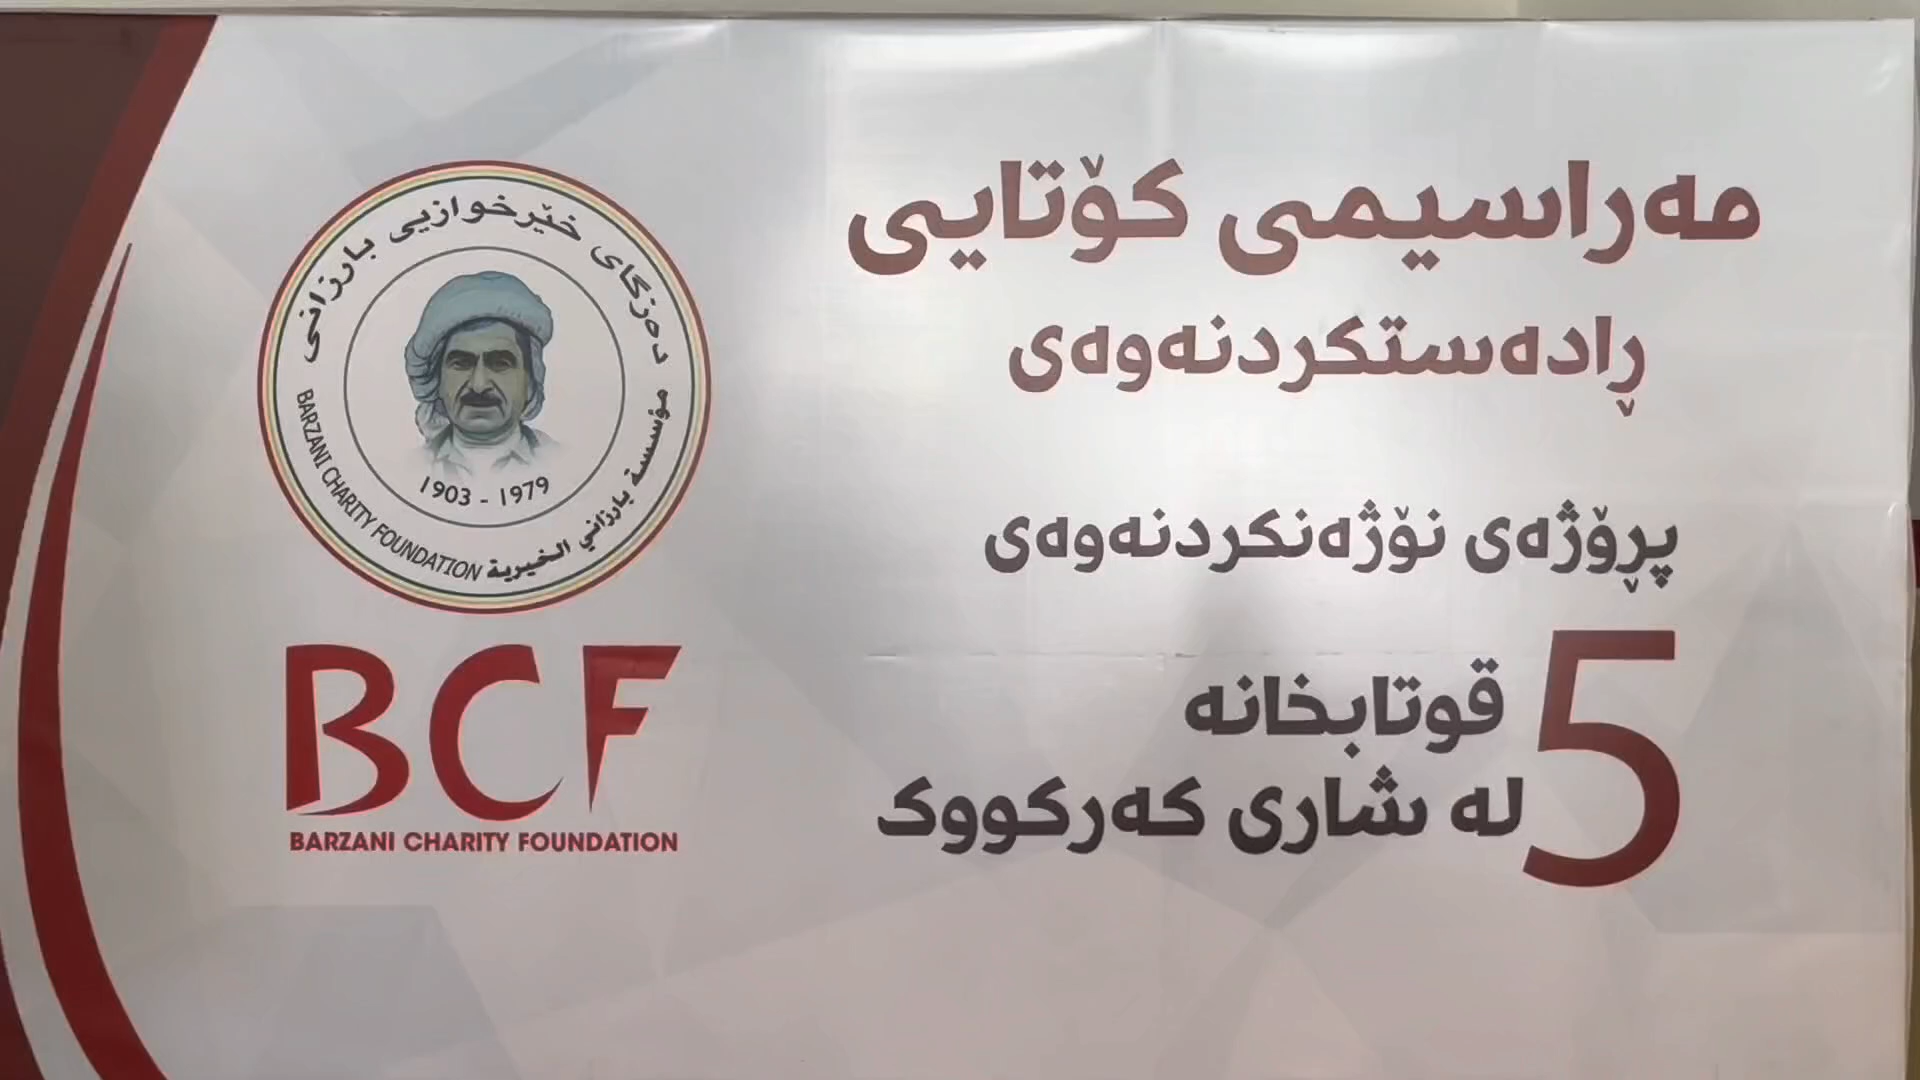 دەزگای خێرخوازیی بارزانی
مؤسسة بارزاني الخيرية
BARZANI CHARITY FOUNDATION
1903 - 1979
BCF
BARZANI CHARITY FOUNDATION
مەراسیمی کۆتایی
ڕادەستکردنەوەی
پڕۆژەی نۆژەنکردنەوەی
5 قوتابخانە
لە شاری کەرکووک